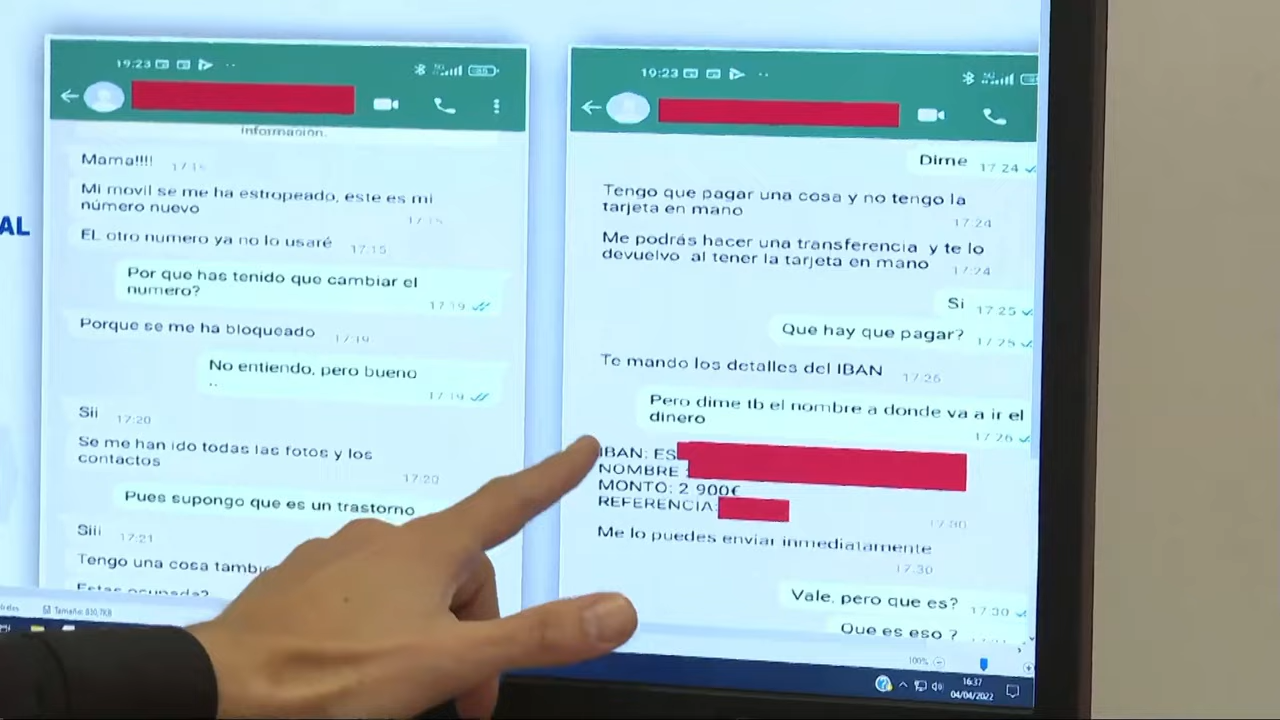 AL
19:23
información.
Mama!!!!
17:15
Mi movil se me ha estropeado, este es mi
número nuevo
17:15
EL otro numero ya no lo usaré 17:15
Por que has tenido que cambiar el
numero?
17:19
Porque se me ha bloqueado 17:19
No entiendo, pero bueno
..
17:19
Sii 17:20
Se me han ido todas las fotos y los
contactos
17:20
Pues supongo que es un trastorno
Siii 17:21
Tengo una cosa tambi
Estas ocupada?
Tamaño: 830,7KB
19:23
Dime 17:24
Tengo que pagar una cosa y no tengo la
tarjeta en mano
17:24
Me podrás hacer una transferencia y te lo
devuelvo al tener la tarjeta en mano
17:24
Si 17:25
Que hay que pagar? 17:25
Te mando los detalles del IBAN 17:26
Pero dime tb el nombre a donde va a ir el
dinero
17:26
IBAN: ES
NOMBRE :
MONTO: 2 900€
REFERENCIA:
17:30
Me lo puedes enviar inmediatamente
17:30
Vale, pero que es? 17:30
Que es eso ?
100%
16:37
04/04/2022